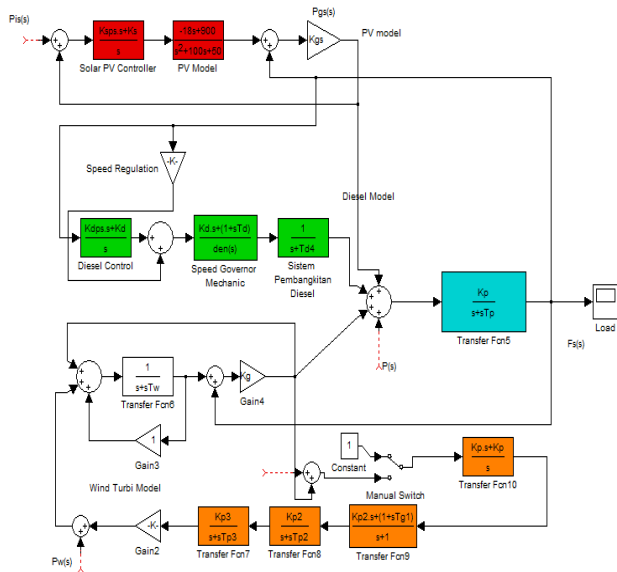 Pgs(s)
Pis(s)
Ksps.s+Ks
s
-18s+900
s²+100s+60
Kgs
PV model
Solar PV Controller
PV Model
Speed Regulation
-K-
Diesel Model
Kdps.s+Kd
s
Kd.s+(1+sTd)
den(s)
1
s+Td4
Diesel Control
Speed Governor
Mechanic
Sistem
Pembangkitan
Diesel
Kp
s+sTp
Transfer Fcn5
Load
Fs(s)
P(s)
1
s+sTw
Transfer Fcn6
Kg
Gain4
1
Gain3
1
Constant
Manual Switch
Kp.s+Kp
s
Transfer Fcn10
Wind Turbi Model
-K-
Gain2
Kp3
s+sTp3
Transfer Fcn7
Kp2
s+sTp2
Transfer Fcn8
Kp2.s+(1+sTg1)
s+1
Transfer Fcn9
Pw(s)